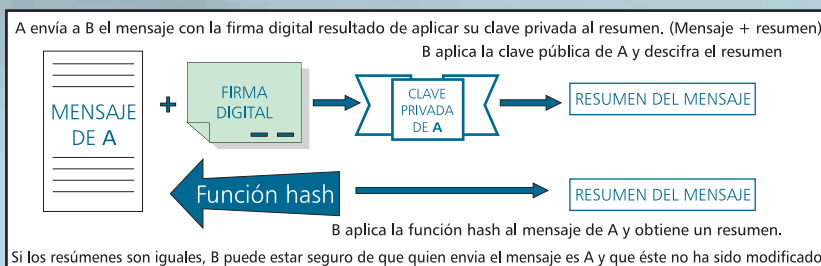 A envía a B el mensaje con la firma digital resultado de aplicar su clave privada al resumen. (Mensaje + resumen)
B aplica la clave pública de A y descifra el resumen
MENSAJE
DE A
+
FIRMA
DIGITAL
CLAVE
PRIVADA
DE A
RESUMEN DEL MENSAJE
Función hash
RESUMEN DEL MENSAJE
B aplica la función hash al mensaje de A y obtiene un resumen.
Si los resúmenes son iguales, B puede estar seguro de que quien envia el mensaje es A y que éste no ha sido modificado